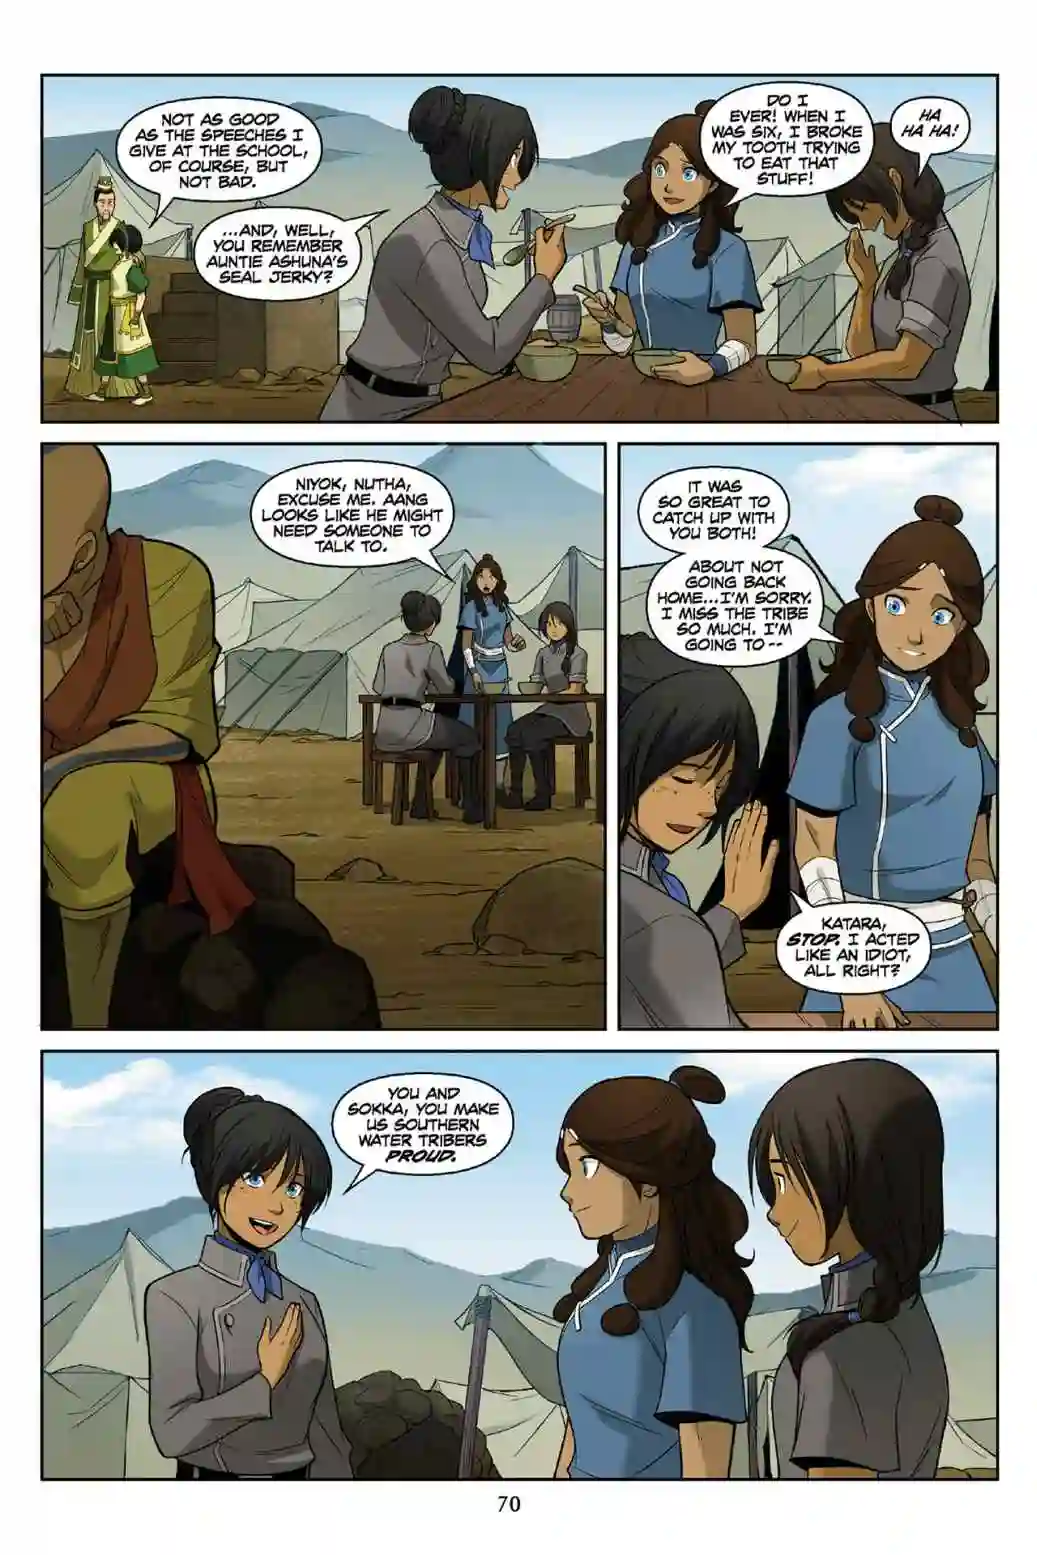 NOT AS GOOD
AS THE SPEECHES I
GIVE AT THE SCHOOL,
OF COURSE, BUT
NOT BAD.
...AND, WELL,
YOU REMEMBER
AUNTIE ASHUNA'S
SEAL JERKY?
DO I
EVER! WHEN I
WAS SIX, I BROKE
MY TOOTH TRYING
TO EAT THAT
STUFF!
HA
HA HA!
NIYOK, NUTHA,
EXCUSE ME. AANG
LOOKS LIKE HE MIGHT
NEED SOMEONE TO
TALK TO.
IT WAS
SO GREAT TO
CATCH UP WITH
YOU BOTH!
ABOUT NOT
GOING BACK
HOME...I'M SORRY.
I MISS THE TRIBE
SO MUCH. I'M
GOING TO--
KATARA,
STOP. I ACTED
LIKE AN IDIOT,
ALL RIGHT?
YOU AND
SOKKA, YOU MAKE
US SOUTHERN
WATER TRIBERS
PROUD.
70